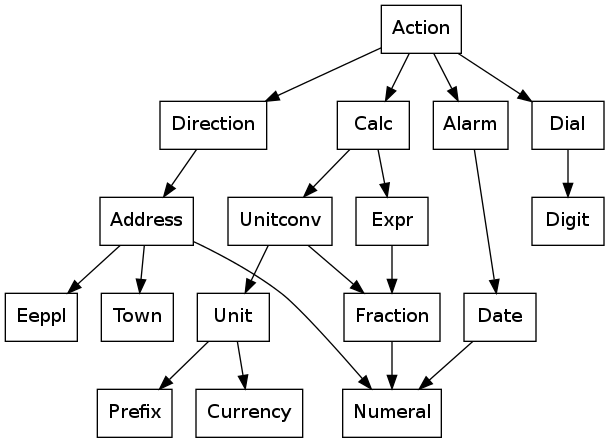 Action
Direction
Calc
Alarm
Dial
Address
Unitconv
Expr
Digit
Eeppl
Town
Unit
Fraction
Date
Prefix
Currency
Numeral